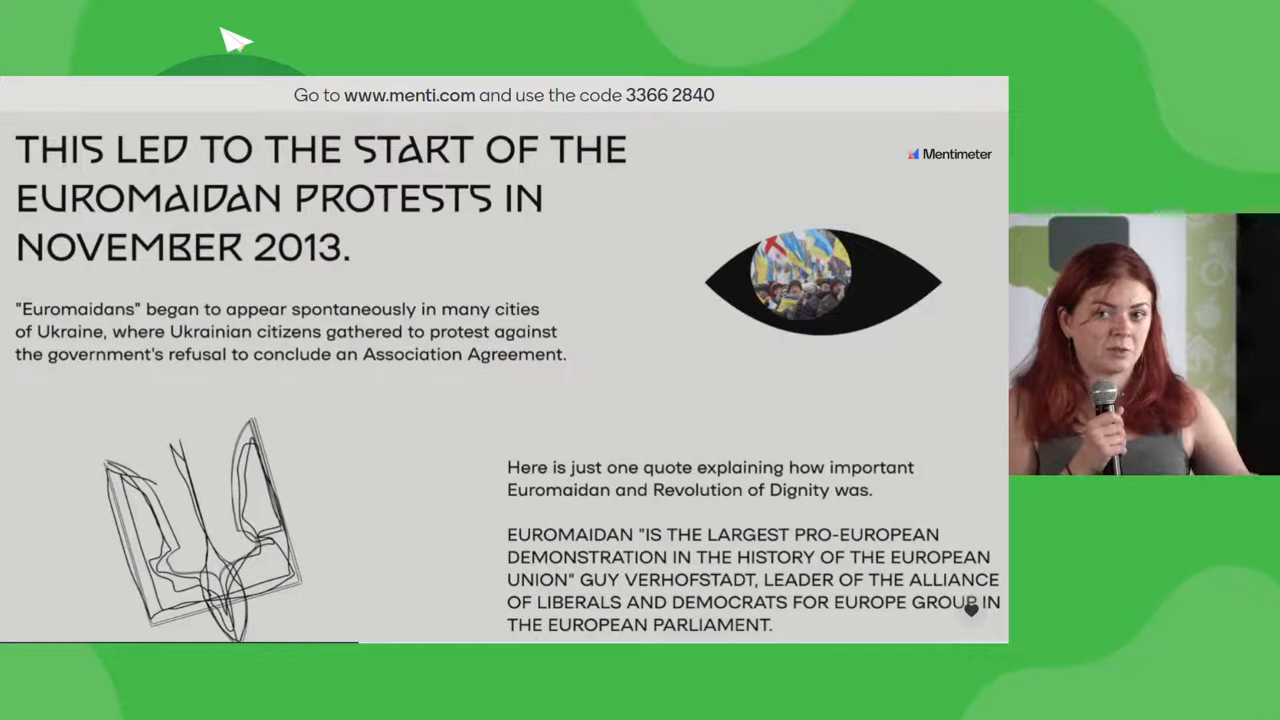 Go to www.menti.com and use the code 3366 2840
THIS LED TO THE START OF THE
EUROMAIDAN PROTESTS IN
NOVEMBER 2013.
Mentimeter
"Euromaidans" began to appear spontaneously in many cities
of Ukraine, where Ukrainian citizens gathered to protest against
the government's refusal to conclude an Association Agreement.
Here is just one quote explaining how important
Euromaidan and Revolution of Dignity was.
EUROMAIDAN "IS THE LARGEST PRO-EUROPEAN
DEMONSTRATION IN THE HISTORY OF THE EUROPEAN
UNION" GUY VERHOFSTADT, LEADER OF THE ALLIANCE
OF LIBERALS AND DEMOCRATS FOR EUROPE GROUP IN
THE EUROPEAN PARLIAMENT.